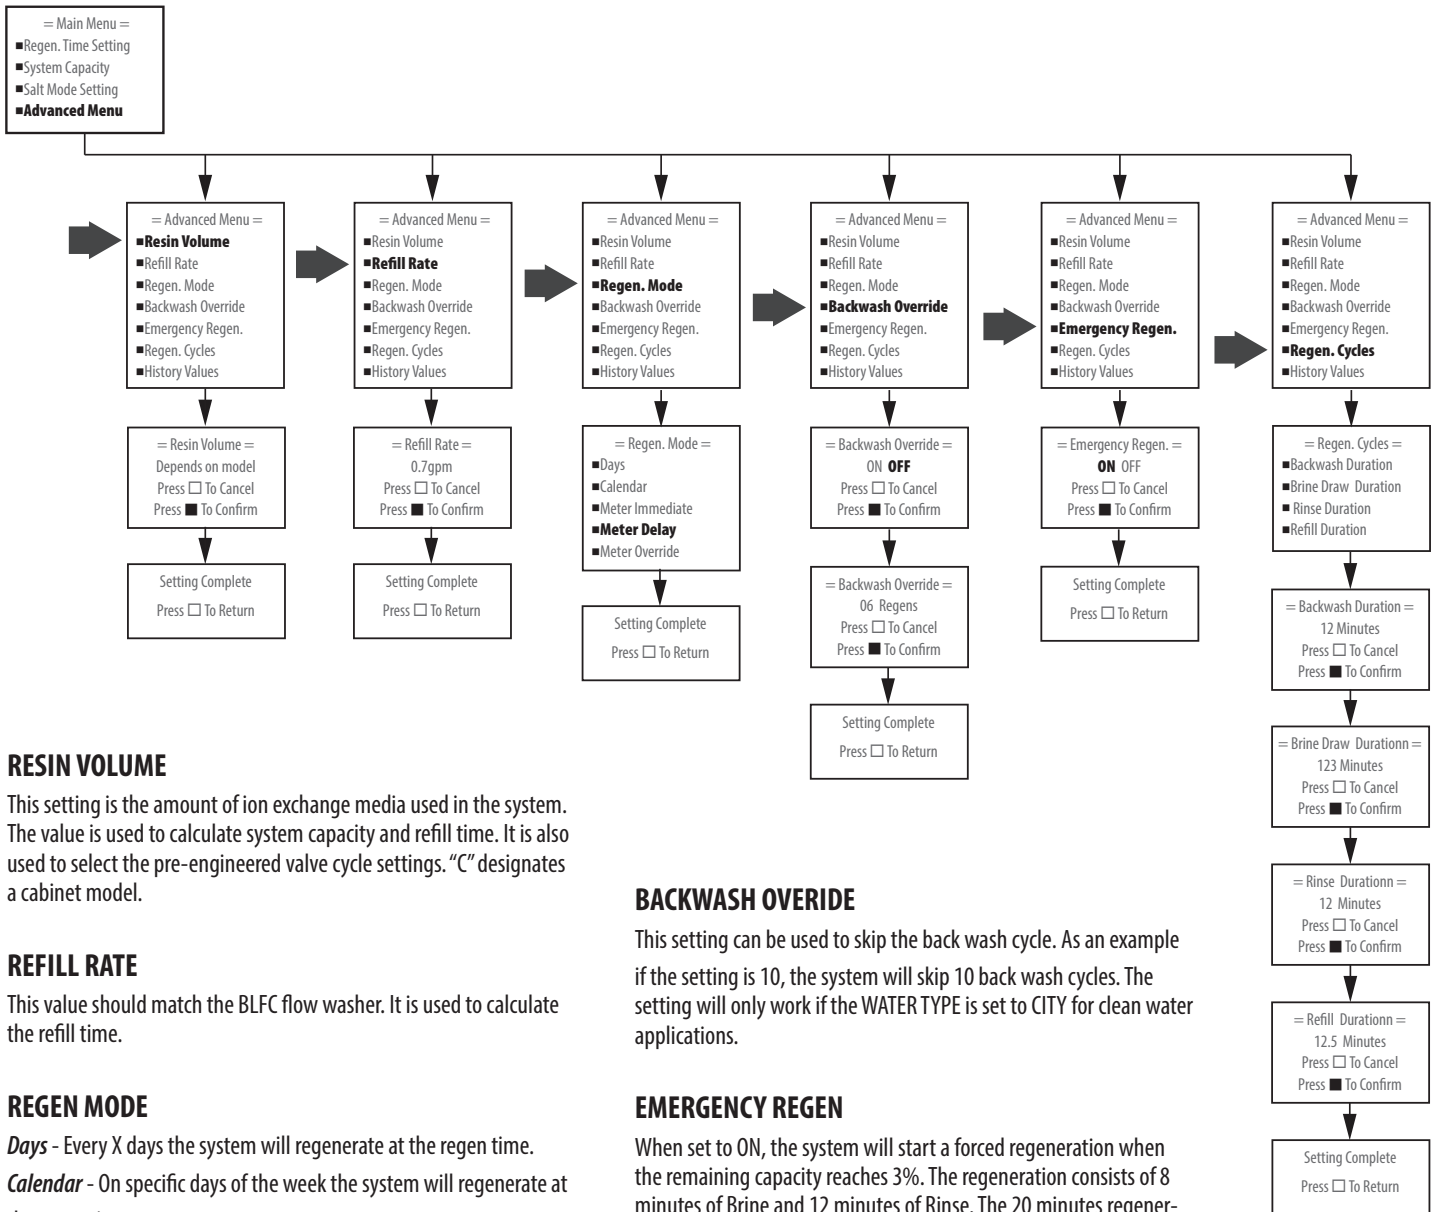 = Main Menu =
■Regen. Time Setting
■System Capacity
■Salt Mode Setting
■Advanced Menu
= Advanced Menu =
■Resin Volume
■Refill Rate
■Regen. Mode
■Backwash Override
■Emergency Regen.
■Regen. Cycles
■History Values
= Resin Volume =
Depends on model
Press □ To Cancel
Press ■ To Confirm
Setting Complete
Press □ To Return
= Advanced Menu =
■Resin Volume
■Refill Rate
■Regen. Mode
■Backwash Override
■Emergency Regen.
■Regen. Cycles
■History Values
= Refill Rate =
0.7gpm
Press □ To Cancel
Press ■ To Confirm
Setting Complete
Press □ To Return
= Advanced Menu =
■Resin Volume
■Refill Rate
■Regen. Mode
■Backwash Override
■Emergency Regen.
■Regen. Cycles
■History Values
= Regen. Mode =
■Days
■Calendar
■Meter Immediate
■Meter Delay
■Meter Override
Setting Complete
Press □ To Return
= Advanced Menu =
■Resin Volume
■Refill Rate
■Regen. Mode
■Backwash Override
■Emergency Regen.
■Regen. Cycles
■History Values
= Backwash Override =
ON OFF
Press □ To Cancel
Press ■ To Confirm
= Backwash Override =
06 Regens
Press □ To Cancel
Press ■ To Confirm
Setting Complete
Press □ To Return
= Advanced Menu =
■Resin Volume
■Refill Rate
■Regen. Mode
■Backwash Override
■Emergency Regen.
■Regen. Cycles
■History Values
= Emergency Regen. =
ON OFF
Press □ To Cancel
Press ■ To Confirm
Setting Complete
Press □ To Return
= Advanced Menu =
■Resin Volume
■Refill Rate
■Regen. Mode
■Backwash Override
■Emergency Regen.
■Regen. Cycles
■History Values
= Regen. Cycles =
■Backwash Duration
■Brine Draw Duration
■ Rinse Duration
■Refill Duration
= Backwash Duration =
12 Minutes
Press □ To Cancel
Press ■ To Confirm
= Brine Draw Durationn =
123 Minutes
Press □ To Cancel
Press ■ To Confirm
= Rinse Durationn =
12 Minutes
Press □ To Cancel
Press ■ To Confirm
= Refill Durationn =
12.5 Minutes
Press □ To Cancel
Press ■ To Confirm
Setting Complete
Press □ To Return
RESIN VOLUME
This setting is the amount of ion exchange media used in the system.
The value is used to calculate system capacity and refill time. It is also
used to select the pre-engineered valve cycle settings. “C” designates
a cabinet model.
REFILL RATE
This value should match the BLFC flow washer. It is used to calculate
the refill time.
REGEN MODE
Days - Every X days the system will regenerate at the regen time.
Calendar - On specific days of the week the system will regenerate at
BACKWASH OVERIDE
This setting can be used to skip the back wash cycle. As an example
if the setting is 10, the system will skip 10 back wash cycles. The
setting will only work if the WATER TYPE is set to CITY for clean water
applications.
EMERGENCY REGEN
When set to ON, the system will start a forced regeneration when
the remaining capacity reaches 3%. The regeneration consists of 8
minutes of Brine and 12 minutes of Rinse. The 20 minutes regener-